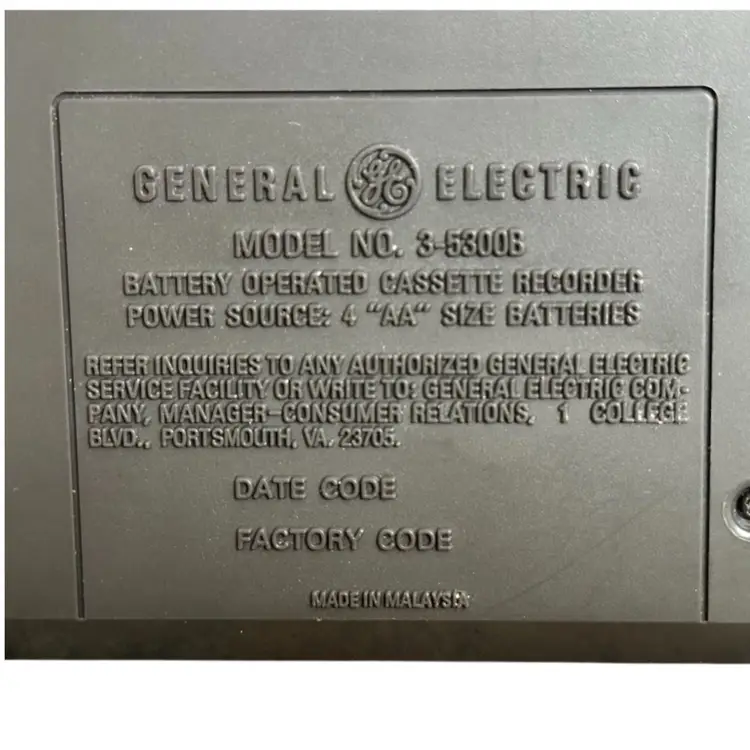 GENERAL GE ELECTRIC
MODEL NO. 3-5300B
BATTERY OPERATED CASSETTE RECORDER
POWER SOURCE: 4 "AA" SIZE BATTERIES
REFER INQUIRIES TO ANY AUTHORIZED GENERAL ELECTRIC
SERVICE FACILITY OR WRITE TO: GENERAL ELECTRIC COM-
PANY, MANAGER-CONSUMER RELATIONS, 1 COLLEGE
BLVD., PORTSMOUTH, VA. 23705.
DATE CODE
FACTORY CODE
MADE IN MALAYSIA